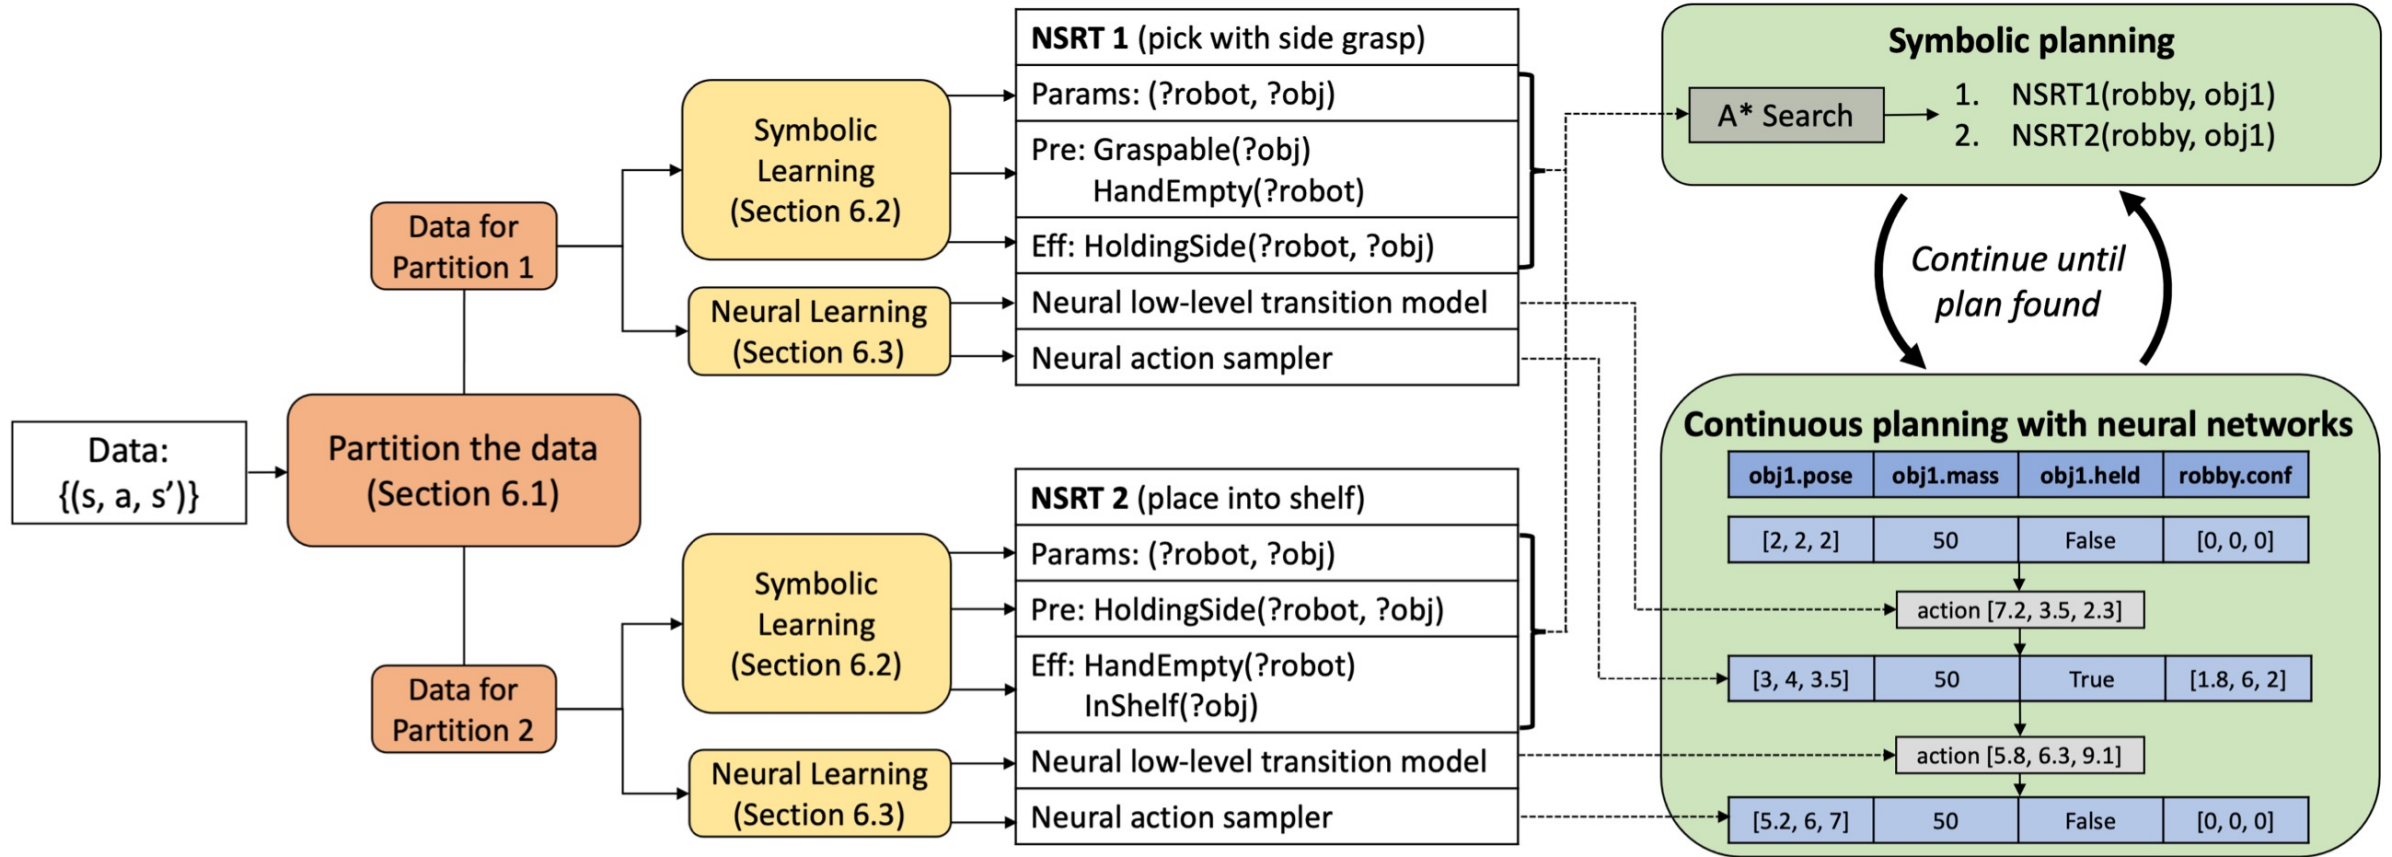 Data:
{(s, a, s’)}
Partition the data
(Section 6.1)
Data for
Partition 1
Data for
Partition 2
Symbolic
Learning
(Section 6.2)
Neural Learning
(Section 6.3)
Symbolic
Learning
(Section 6.2)
Neural Learning
(Section 6.3)
NSRT 1 (pick with side grasp)
Params: (?robot, ?obj)
Pre: Graspable(?obj)
HandEmpty(?robot)
Eff: HoldingSide(?robot, ?obj)
Neural low-level transition model
Neural action sampler
NSRT 2 (place into shelf)
Params: (?robot, ?obj)
Pre: HoldingSide(?robot, ?obj)
Eff: HandEmpty(?robot)
InShelf(?obj)
Neural low-level transition model
Neural action sampler
Symbolic planning
A* Search
1. NSRT1(robby, obj1)
2. NSRT2(robby, obj1)
Continue until
plan found
Continuous planning with neural networks
obj1.pose obj1.mass obj1.held robby.conf
[2, 2, 2] 50 False [0, 0, 0]
action [7.2, 3.5, 2.3]
[3, 4, 3.5] 50 True [1.8, 6, 2]
action [5.8, 6.3, 9.1]
[5.2, 6, 7] 50 False [0, 0, 0]